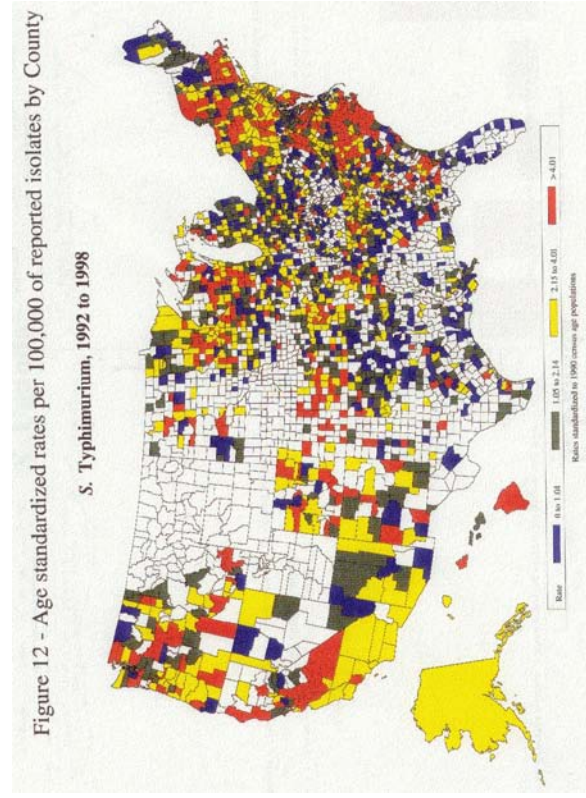 Figure 12 - Age standardized rates per 100,000 of reported isolates by County
S. Typhimurium, 1992 to 1998
Rate 0 to 1.04 1.05 to 2.14 2.15 to 4.01 >4.01
Rates standardized to 1990 census age populations